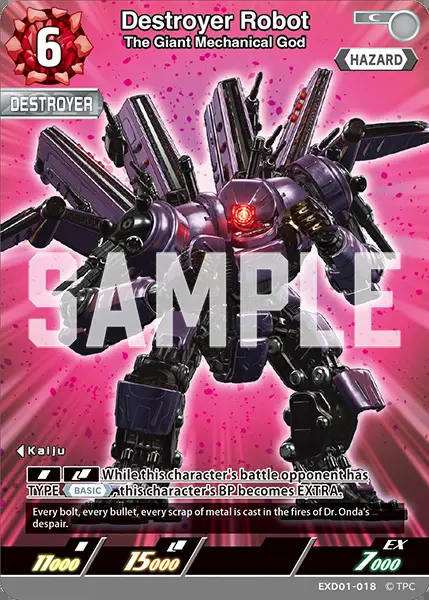 Destroyer Robot
The Giant Mechanical God
C
6
HAZARD
DESTROYER
SAMPLE
Kaiju
While this character's battle opponent has
TYPE BASIC, this character's BP becomes EXTRA.
Every bolt, every bullet, every scrap of metal is cast in the fires of Dr. Onda's
despair.
11000 15000 EX 7000
EXD01-018 © TPC